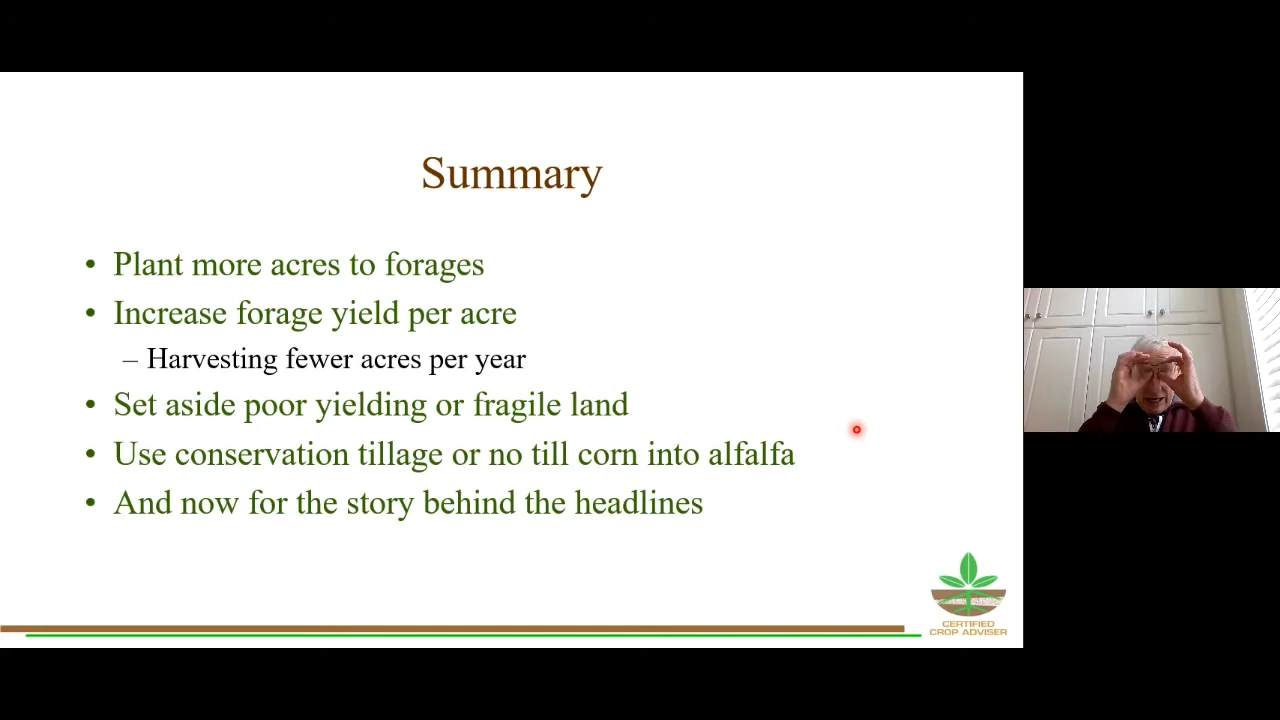 Summary
• Plant more acres to forages
• Increase forage yield per acre
– Harvesting fewer acres per year
• Set aside poor yielding or fragile land
• Use conservation tillage or no till corn into alfalfa
• And now for the story behind the headlines
CERTIFIED
CROP ADVISER